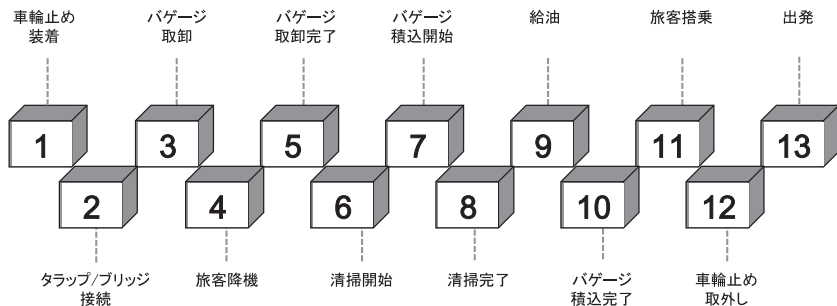 車輪止め
装着
バゲージ
取卸
バゲージ
取卸完了
バゲージ
積込開始
給油
旅客搭乗
出発
1
3
5
7
9
11
13
2
4
6
8
10
12
タラップ/ブリッジ
接続
旅客降機
清掃開始
清掃完了
バゲージ
積込完了
車輪止め
取外し